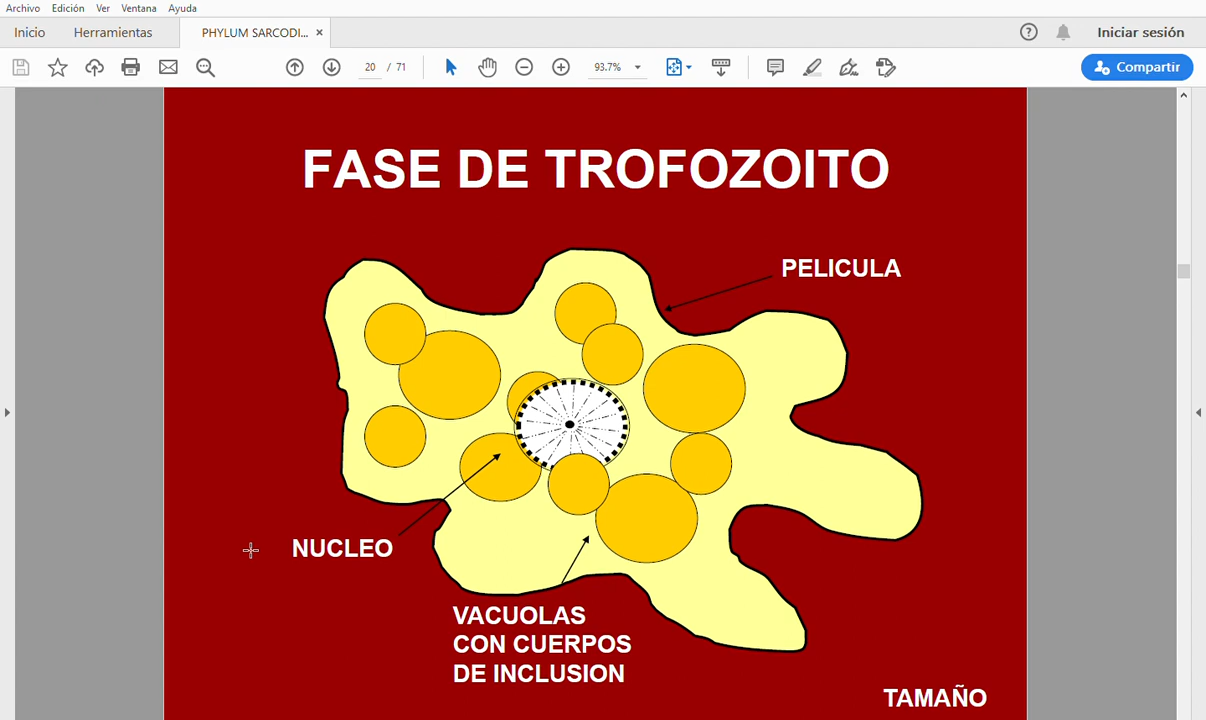 Archivo Edición Ver Ventana Ayuda
Inicio Herramientas PHYLUM SARCODI... × ? Iniciar sesión
20 / 71 93.7% Compartir
FASE DE TROFOZOITO
PELICULA
NUCLEO
VACUOLAS
CON CUERPOS
DE INCLUSION
TAMAÑO